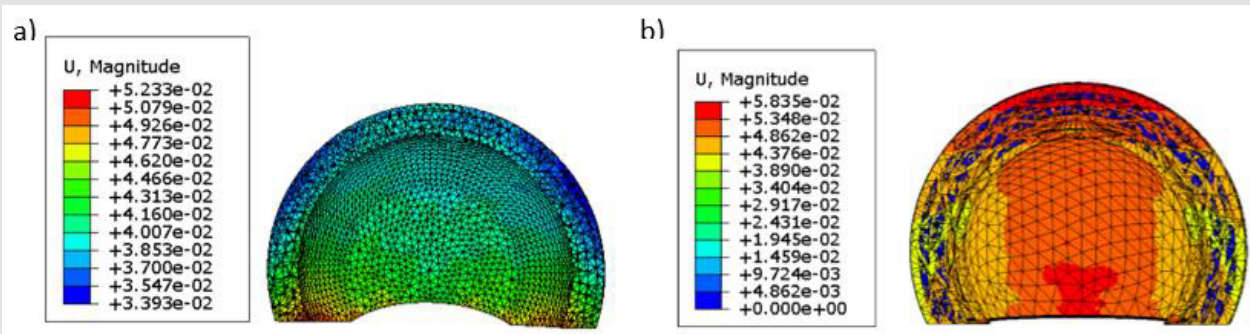 a)
U, Magnitude
+5.233e-02
+5.079e-02
+4.926e-02
+4.773e-02
+4.620e-02
+4.466e-02
+4.313e-02
+4.160e-02
+4.007e-02
+3.853e-02
+3.700e-02
+3.547e-02
+3.393e-02
b)
U, Magnitude
+5.835e-02
+5.348e-02
+4.862e-02
+4.376e-02
+3.890e-02
+3.404e-02
+2.917e-02
+2.431e-02
+1.945e-02
+1.459e-02
+9.724e-03
+4.862e-03
+0.000e+00